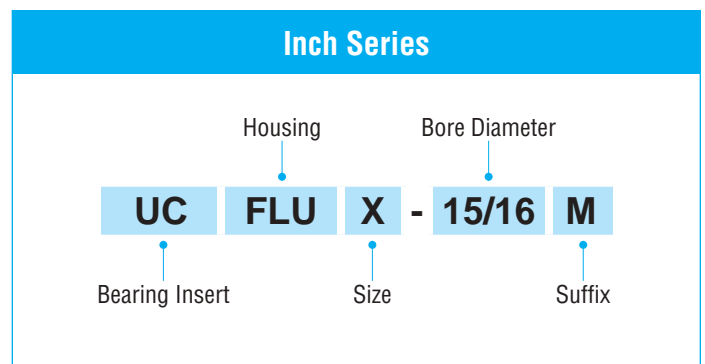 Inch Series
Housing Bore Diameter
UC FLU X - 15/16 M
Bearing Insert Size Suffix